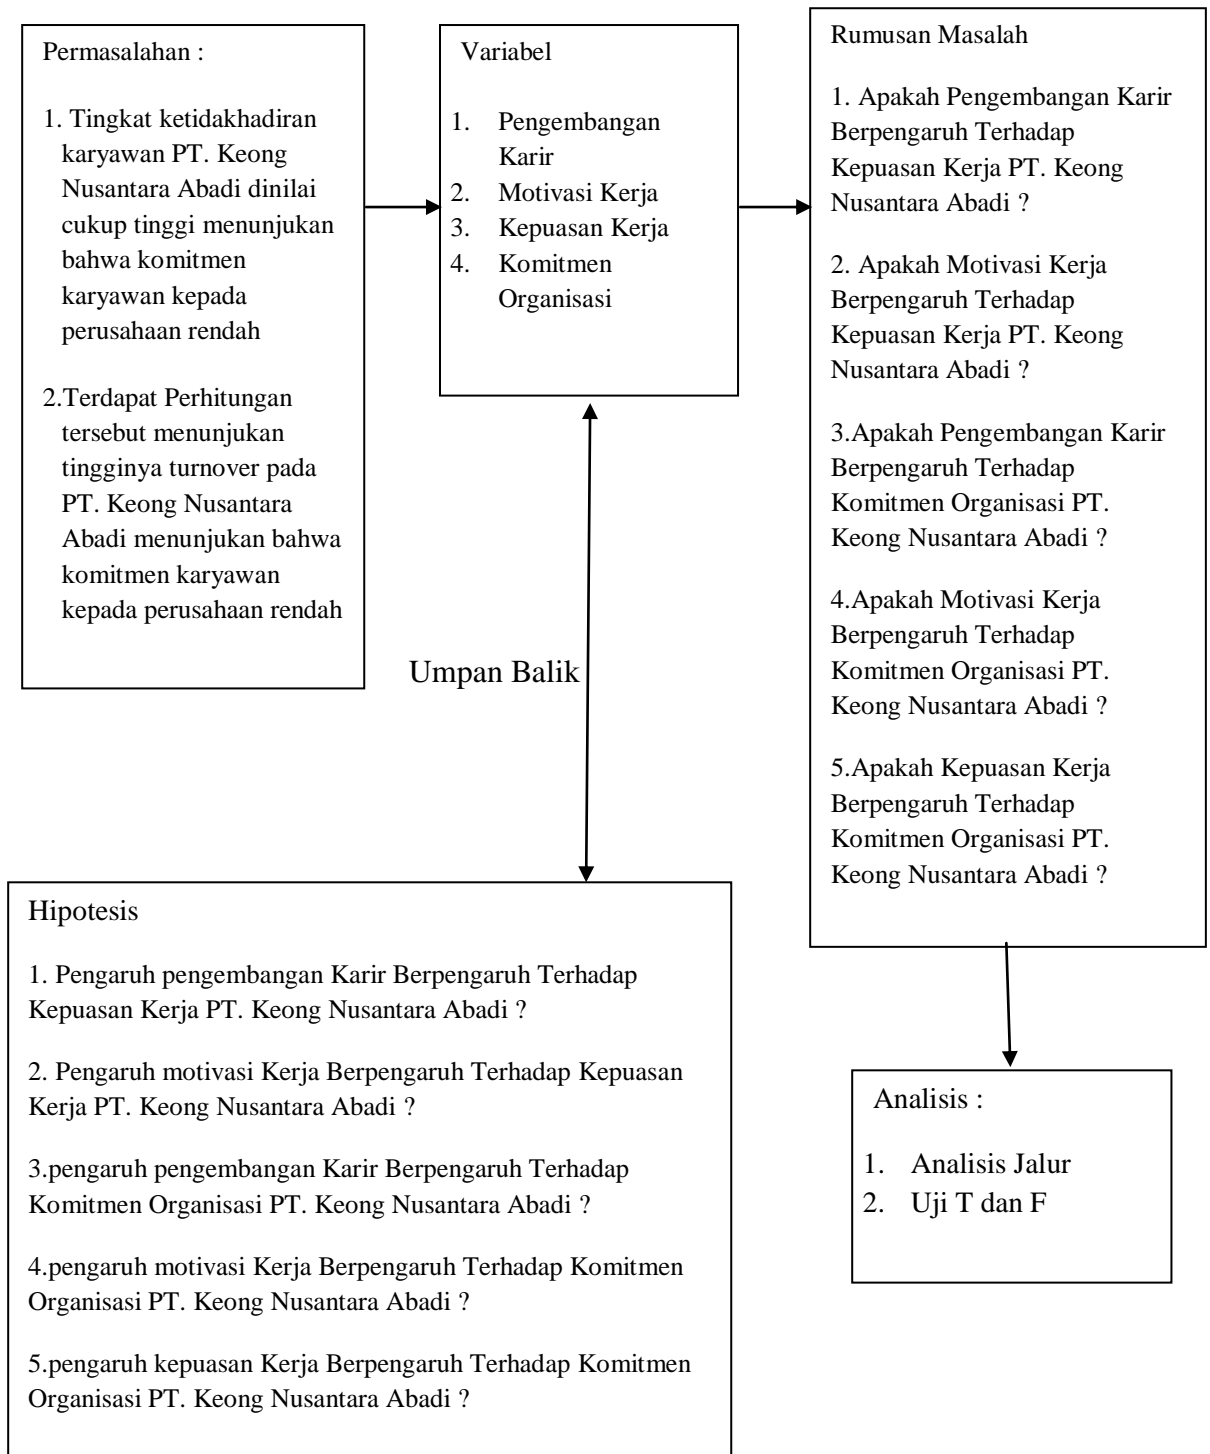 Permasalahan :
1. Tingkat ketidakhadiran
karyawan PT. Keong
Nusantara Abadi dinilai
cukup tinggi menunjukan
bahwa komitmen
karyawan kepada
perusahaan rendah
2.Terdapat Perhitungan
tersebut menunjukan
tingginya turnover pada
PT. Keong Nusantara
Abadi menunjukan bahwa
komitmen karyawan
kepada perusahaan rendah
Variabel
1. Pengembangan
Karir
2. Motivasi Kerja
3. Kepuasan Kerja
4. Komitmen
Organisasi
Rumusan Masalah
1. Apakah Pengembangan Karir
Berpengaruh Terhadap
Kepuasan Kerja PT. Keong
Nusantara Abadi ?
2. Apakah Motivasi Kerja
Berpengaruh Terhadap
Kepuasan Kerja PT. Keong
Nusantara Abadi ?
3.Apakah Pengembangan Karir
Berpengaruh Terhadap
Komitmen Organisasi PT.
Keong Nusantara Abadi ?
4.Apakah Motivasi Kerja
Berpengaruh Terhadap
Komitmen Organisasi PT.
Keong Nusantara Abadi ?
5.Apakah Kepuasan Kerja
Berpengaruh Terhadap
Komitmen Organisasi PT.
Keong Nusantara Abadi ?
Umpan Balik
Hipotesis
1. Pengaruh pengembangan Karir Berpengaruh Terhadap
Kepuasan Kerja PT. Keong Nusantara Abadi ?
2. Pengaruh motivasi Kerja Berpengaruh Terhadap Kepuasan
Kerja PT. Keong Nusantara Abadi ?
3.pengaruh pengembangan Karir Berpengaruh Terhadap
Komitmen Organisasi PT. Keong Nusantara Abadi ?
4.pengaruh motivasi Kerja Berpengaruh Terhadap Komitmen
Organisasi PT. Keong Nusantara Abadi ?
5.pengaruh kepuasan Kerja Berpengaruh Terhadap Komitmen
Organisasi PT. Keong Nusantara Abadi ?
Analisis :
1. Analisis Jalur
2. Uji T dan F